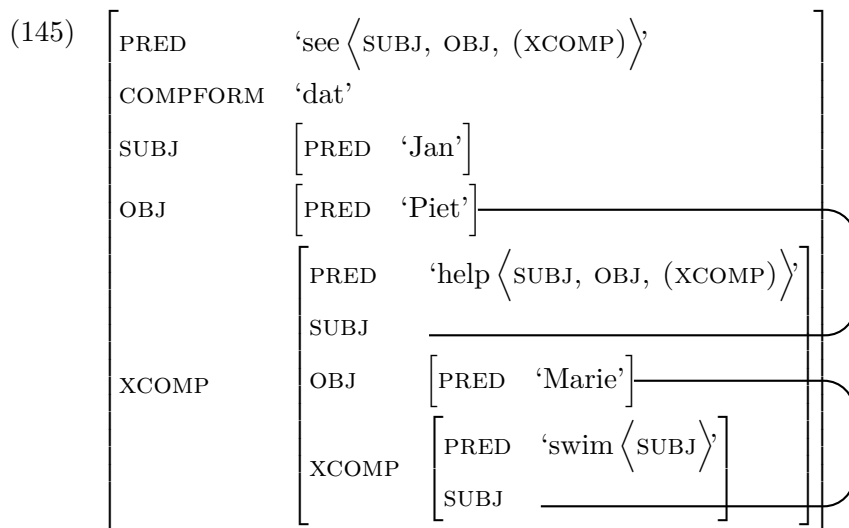 (145)
PRED ‘see ⟨SUBJ, OBJ, (XCOMP)⟩’
COMPFORM ‘dat’
SUBJ [PRED ‘Jan’]
OBJ [PRED ‘Piet’]
PRED ‘help ⟨SUBJ, OBJ, (XCOMP)⟩’
SUBJ
XCOMP OBJ [PRED ‘Marie’]
PRED ‘swim ⟨SUBJ⟩’
XCOMP
SUBJ